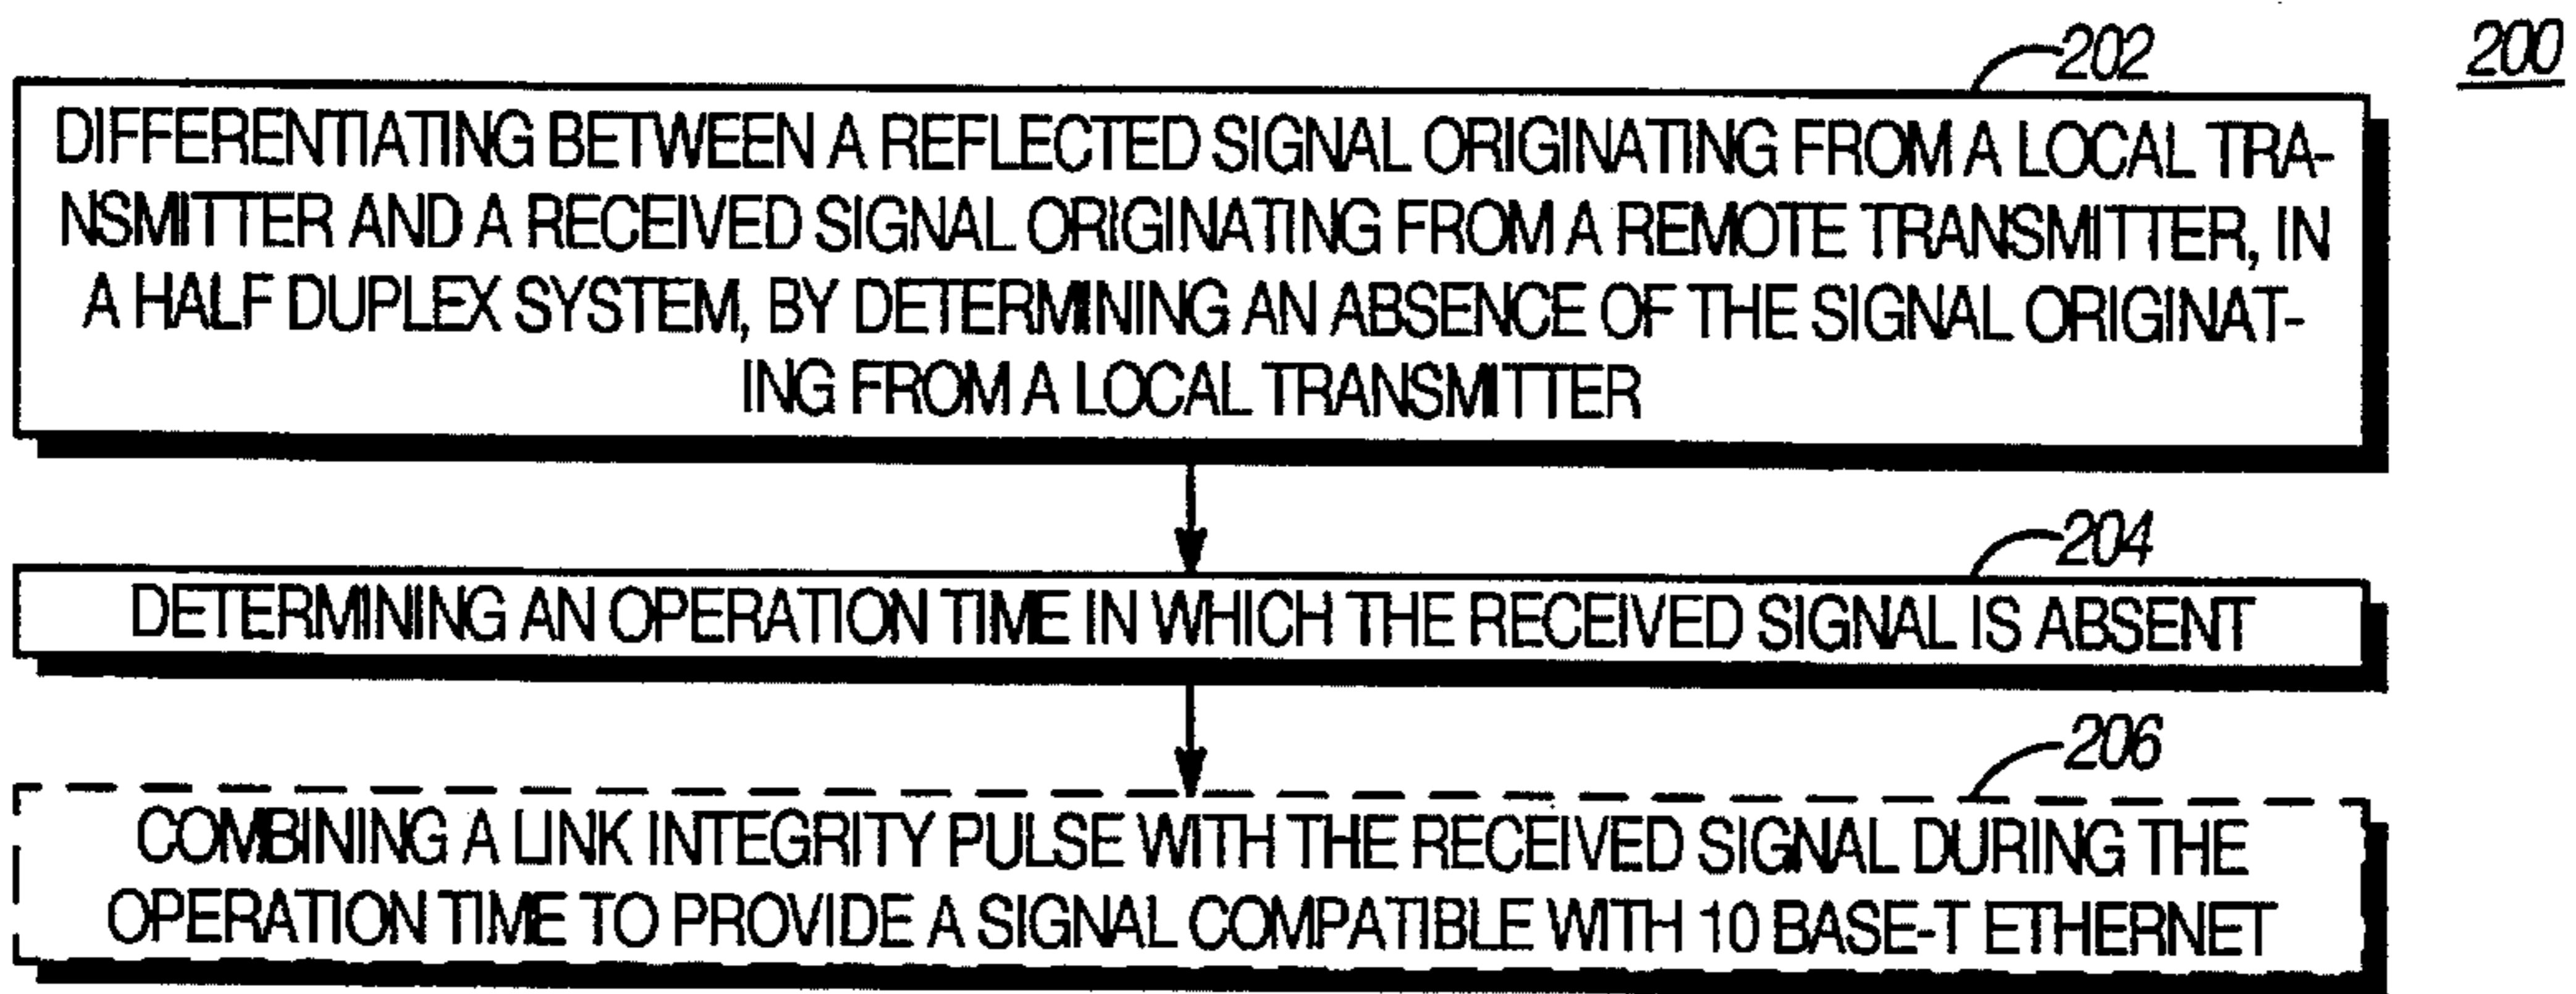 202
200
DIFFERENTIATING BETWEEN A REFLECTED SIGNAL ORIGINATING FROM A LOCAL TRA-
NSMITTER AND A RECEIVED SIGNAL ORIGINATING FROM A REMOTE TRANSMITTER, IN
A HALF DUPLEX SYSTEM, BY DETERMINING AN ABSENCE OF THE SIGNAL ORIGINAT-
ING FROM A LOCAL TRANSMITTER
204
DETERMINING AN OPERATION TIME IN WHICH THE RECEIVED SIGNAL IS ABSENT
206
COMBINING A LINK INTEGRITY PULSE WITH THE RECEIVED SIGNAL DURING THE
OPERATION TIME TO PROVIDE A SIGNAL COMPATIBLE WITH 10 BASE-T ETHERNET